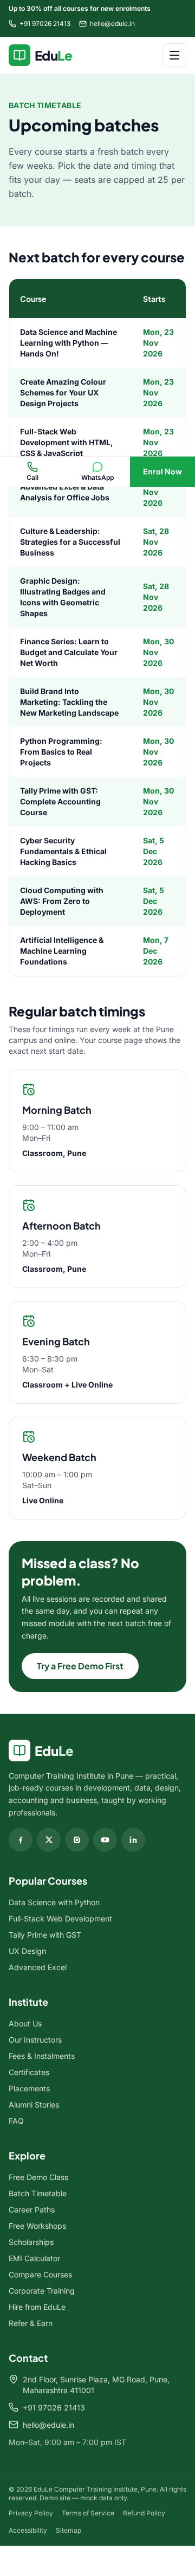 Up to 30% off all courses for new enrolments
+91 97026 21413 hello@edule.in
EduLe
BATCH TIMETABLE
Upcoming batches
Every course starts a fresh batch every
few weeks. Pick the date and timing that
fits your day — seats are capped at 25 per
batch.
Next batch for every course
Course Starts
Data Science and Machine
Learning with Python —
Hands On!
Mon, 23
Nov
2026
Create Amazing Colour
Schemes for Your UX
Design Projects
Mon, 23
Nov
2026
Full-Stack Web
Development with HTML,
CSS & JavaScript
Mon, 23
Nov
2026
Call WhatsApp Enrol Now
Advanced Excel & Data
Analysis for Office Jobs
Nov
2026
Culture & Leadership:
Strategies for a Successful
Business
Sat, 28
Nov
2026
Graphic Design:
Illustrating Badges and
Icons with Geometric
Shapes
Sat, 28
Nov
2026
Finance Series: Learn to
Budget and Calculate Your
Net Worth
Mon, 30
Nov
2026
Build Brand Into
Marketing: Tackling the
New Marketing Landscape
Mon, 30
Nov
2026
Python Programming:
From Basics to Real
Projects
Mon, 30
Nov
2026
Tally Prime with GST:
Complete Accounting
Course
Mon, 30
Nov
2026
Cyber Security
Fundamentals & Ethical
Hacking Basics
Sat, 5
Dec
2026
Cloud Computing with
AWS: From Zero to
Deployment
Sat, 5
Dec
2026
Artificial Intelligence &
Machine Learning
Foundations
Mon, 7
Dec
2026
Regular batch timings
These four timings run every week at the Pune
campus and online. Your course page shows the
exact next start date.
Morning Batch
9:00 – 11:00 am
Mon–Fri
Classroom, Pune
Afternoon Batch
2:00 – 4:00 pm
Mon–Fri
Classroom, Pune
Evening Batch
6:30 – 8:30 pm
Mon–Sat
Classroom + Live Online
Weekend Batch
10:00 am – 1:00 pm
Sat–Sun
Live Online
Missed a class? No
problem.
All live sessions are recorded and shared
the same day, and you can repeat any
missed module with the next batch free of
charge.
Try a Free Demo First
EduLe
Computer Training Institute in Pune — practical,
job-ready courses in development, data, design,
accounting and business, taught by working
professionals.
Popular Courses
Data Science with Python
Full-Stack Web Development
Tally Prime with GST
UX Design
Advanced Excel
Institute
About Us
Our Instructors
Fees & Instalments
Certificates
Placements
Alumni Stories
FAQ
Explore
Free Demo Class
Batch Timetable
Career Paths
Free Workshops
Scholarships
EMI Calculator
Compare Courses
Corporate Training
Hire from EduLe
Refer & Earn
Contact
2nd Floor, Sunrise Plaza, MG Road, Pune,
Maharashtra 411001
+91 97026 21413
hello@edule.in
Mon–Sat, 9:00 am – 7:00 pm IST
© 2026 EduLe Computer Training Institute, Pune. All rights
reserved. Demo site — mock data only.
Privacy Policy Terms of Service Refund Policy
Accessibility Sitemap